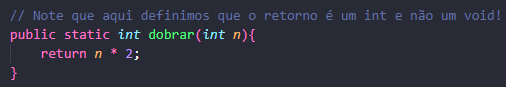 // Note que aqui definimos que o retorno é um int e não um void!
public static int dobrar(int n){
    return n * 2;
}